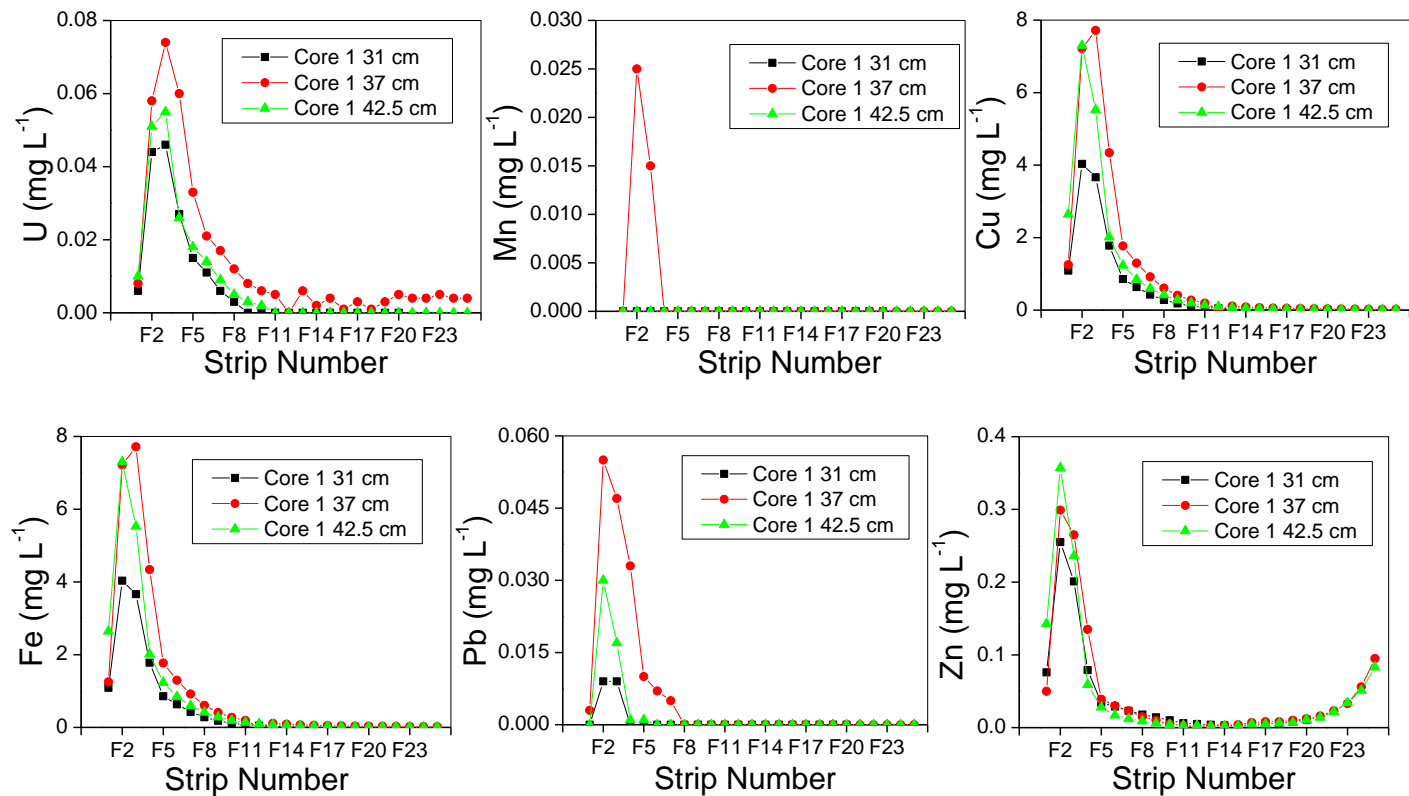 U (mg L⁻¹)
0.08
0.06
0.04
0.02
0.00
Core 1 31 cm
Core 1 37 cm
Core 1 42.5 cm
F2 F5 F8 F11 F14 F17 F20 F23
Strip Number
Mn (mg L⁻¹)
0.030
0.025
0.020
0.015
0.010
0.005
0.000
Core 1 31 cm
Core 1 37 cm
Core 1 42.5 cm
F2 F5 F8 F11 F14 F17 F20 F23
Strip Number
Cu (mg L⁻¹)
8
6
4
2
0
Core 1 31 cm
Core 1 37 cm
Core 1 42.5 cm
F2 F5 F8 F11 F14 F17 F20 F23
Strip Number
Fe (mg L⁻¹)
8
6
4
2
0
Core 1 31 cm
Core 1 37 cm
Core 1 42.5 cm
F2 F5 F8 F11 F14 F17 F20 F23
Strip Number
Pb (mg L⁻¹)
0.060
0.045
0.030
0.015
0.000
Core 1 31 cm
Core 1 37 cm
Core 1 42.5 cm
F2 F5 F8 F11 F14 F17 F20 F23
Strip Number
Zn (mg L⁻¹)
0.4
0.3
0.2
0.1
0.0
Core 1 31 cm
Core 1 37 cm
Core 1 42.5 cm
F2 F5 F8 F11 F14 F17 F20 F23
Strip Number